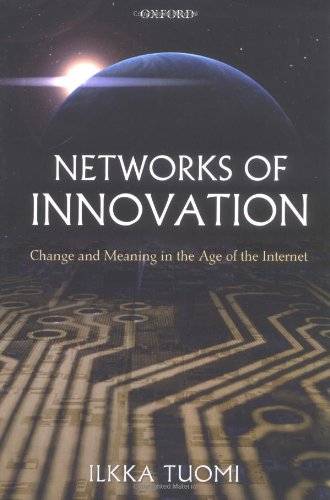 OXFORD
NETWORKS OF
INNOVATION
Change and Meaning in the Age of the Internet
ILKKA TUOMI